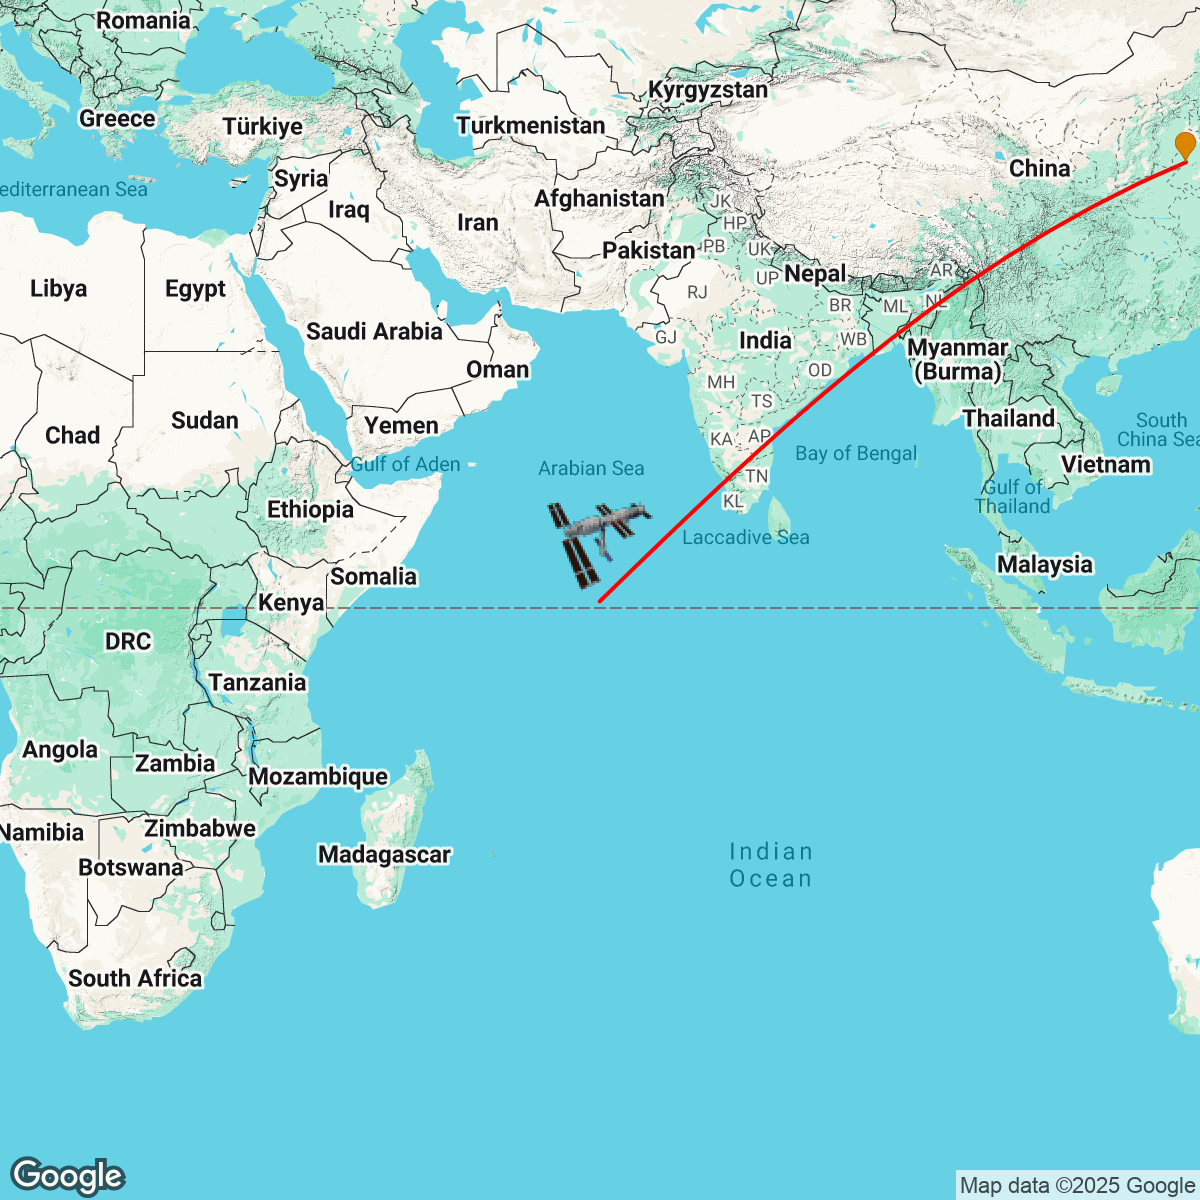 Romania
Kyrgyzstan
Greece
Türkiye
Turkmenistan
China
Syria
editerranean Sea
Afghanistan
JK
Iraq
Iran
HP
Pakistan
PB
UK
Nepal
AR
UP
Libya
Egypt
RJ
BR
ML
NL
Saudi Arabia
GJ
India
WB
Myanmar
(Burma)
Oman
MH
OD
TS
Sudan
Yemen
Thailand
South
China Sea
Chad
KA
AP
Bay of Bengal
Gulf of Aden
Arabian Sea
Vietnam
TN
Gulf of
Thailand
KL
Ethiopia
Laccadive Sea
Malaysia
Somalia
Kenya
DRC
Tanzania
Angola
Zambia
Mozambique
Namibia
Zimbabwe
Madagascar
Indian
Ocean
Botswana
South Africa
Google
Map data ©2025 Google